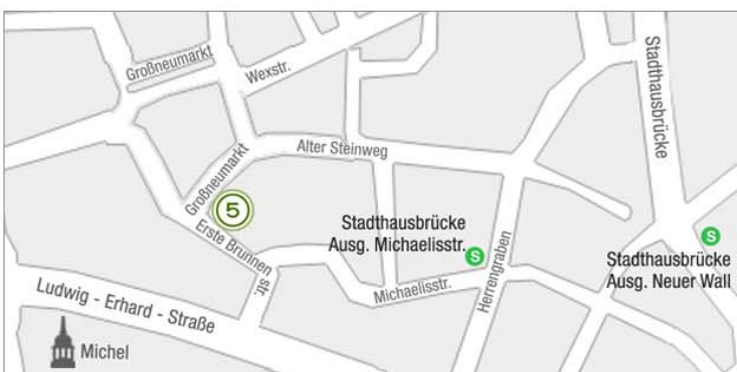 Großneumarkt
Wexstr.
Stadthausbrücke
Großneumarkt
Alter Steinweg
5
Erste Brunnen
str.
Stadthausbrücke
Ausg. Michaelisstr.
S
S
Stadthausbrücke
Ausg. Neuer Wall
Herrengraben
Michaelisstr.
Ludwig - Erhard - Straße
Michel